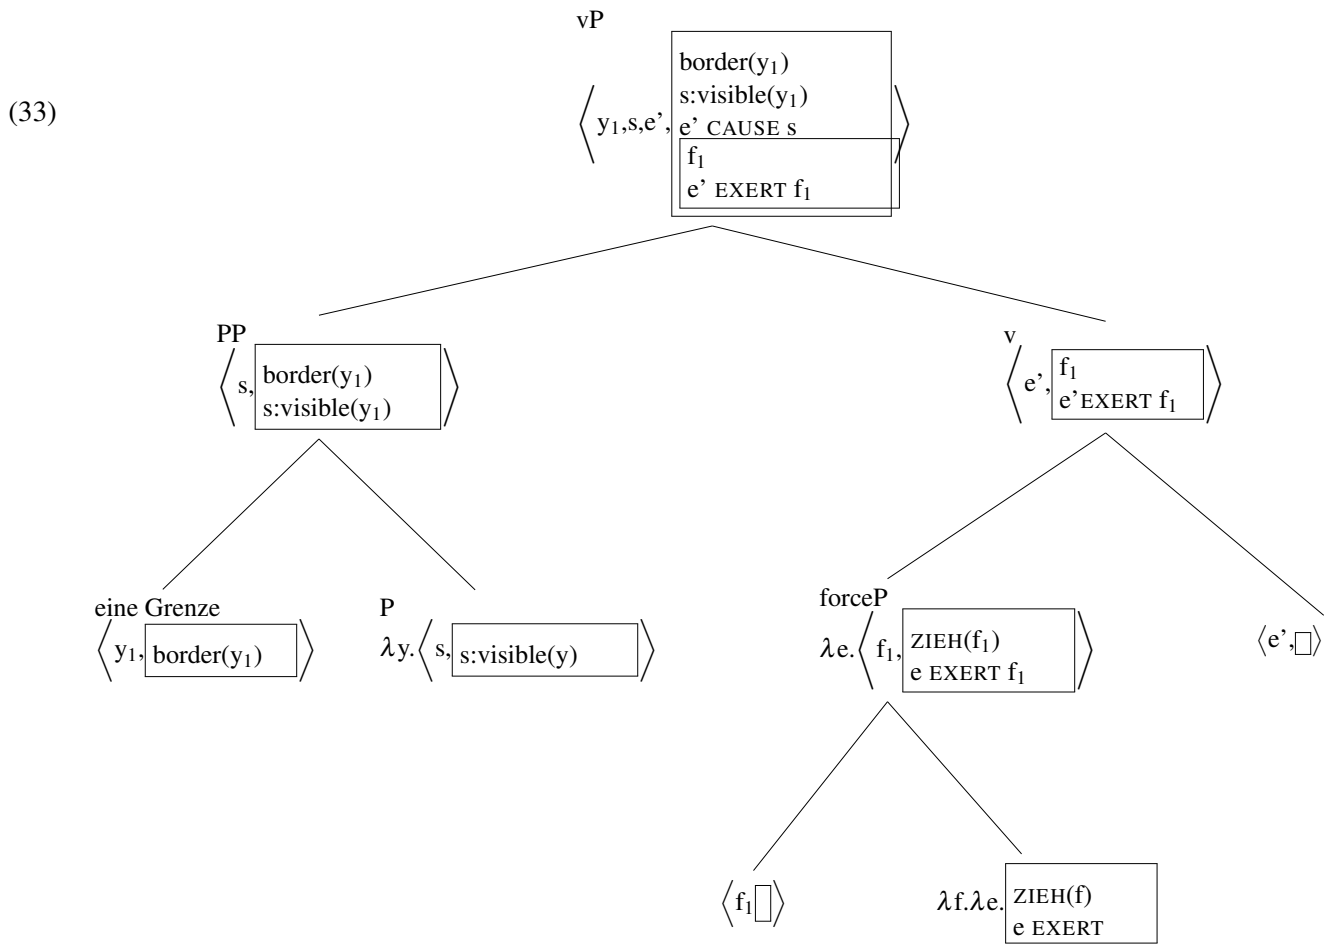 (33)
vP
⟨ y₁,s,e’, border(y₁)
s:visible(y₁)
e’ CAUSE s
f₁
e’ EXERT f₁ ⟩
PP
⟨ s, border(y₁)
s:visible(y₁) ⟩
v
⟨ e’, f₁
e’EXERT f₁ ⟩
eine Grenze
⟨ y₁, border(y₁) ⟩
P
λy. ⟨ s, s:visible(y) ⟩
forceP
λe. ⟨ f₁, ZIEH(f₁)
e EXERT f₁ ⟩
⟨e’,□⟩
⟨f₁□⟩
λf.λe. ZIEH(f)
e EXERT